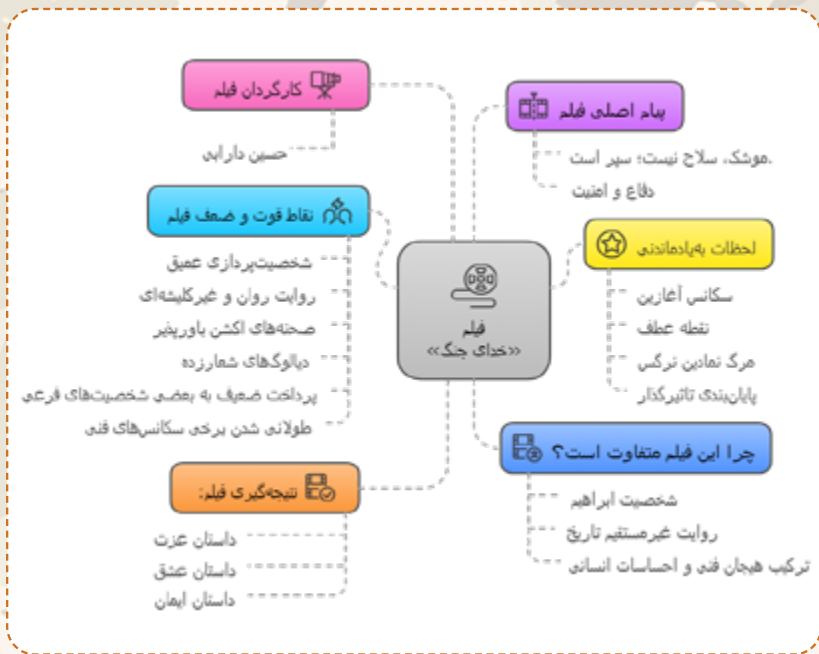 فیلم
«خدای جنگ»
پیام اصلی فیلم
موشک، سلاح نیست؛ سپر است.
دفاع و امنیت
لحظات به‌یادماندنی
سکانس آغازین
نقطه عطف
مرگ نمادین نرگس
پایان‌بندی تاثیرگذار
چرا این فیلم متفاوت است؟
شخصیت ابراهیم
روایت غیرمستقیم تاریخ
ترکیب هیجان فنی و احساسات انسانی
کارگردان فیلم
حسین دارابی
نقاط قوت و ضعف فیلم
شخصیت‌پردازی عمیق
روایت روان و غیرکلیشه‌ای
صحنه‌های اکشن باورپذیر
دیالوگ‌های شعارزده
پرداخت ضعیف به بعضی شخصیت‌های فرعی
طولانی شدن برخی سکانس‌های فنی
نتیجه‌گیری فیلم:
داستان عزت
داستان عشق
داستان ایمان